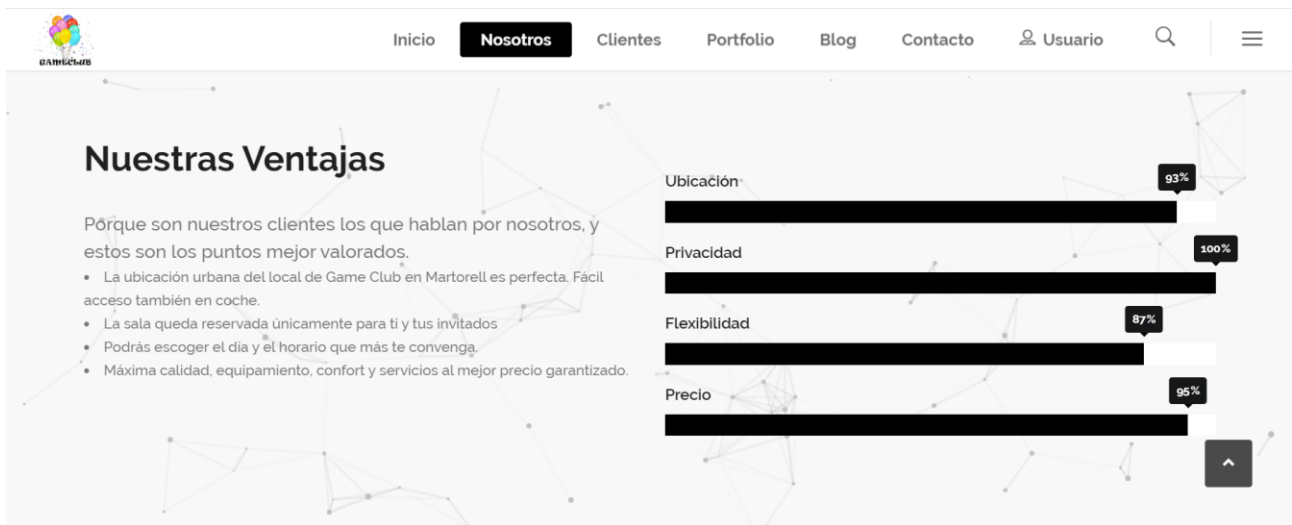 GAMECLUB
Inicio
Nosotros
Clientes
Portfolio
Blog
Contacto
Usuario
Nuestras Ventajas
Porque son nuestros clientes los que hablan por nosotros, y
estos son los puntos mejor valorados.
• La ubicación urbana del local de Game Club en Martorell es perfecta. Fácil
acceso también en coche.
• La sala queda reservada únicamente para ti y tus invitados
• Podrás escoger el día y el horario que más te convenga.
• Máxima calidad, equipamiento, confort y servicios al mejor precio garantizado.
Ubicación
93%
Privacidad
100%
Flexibilidad
87%
Precio
95%